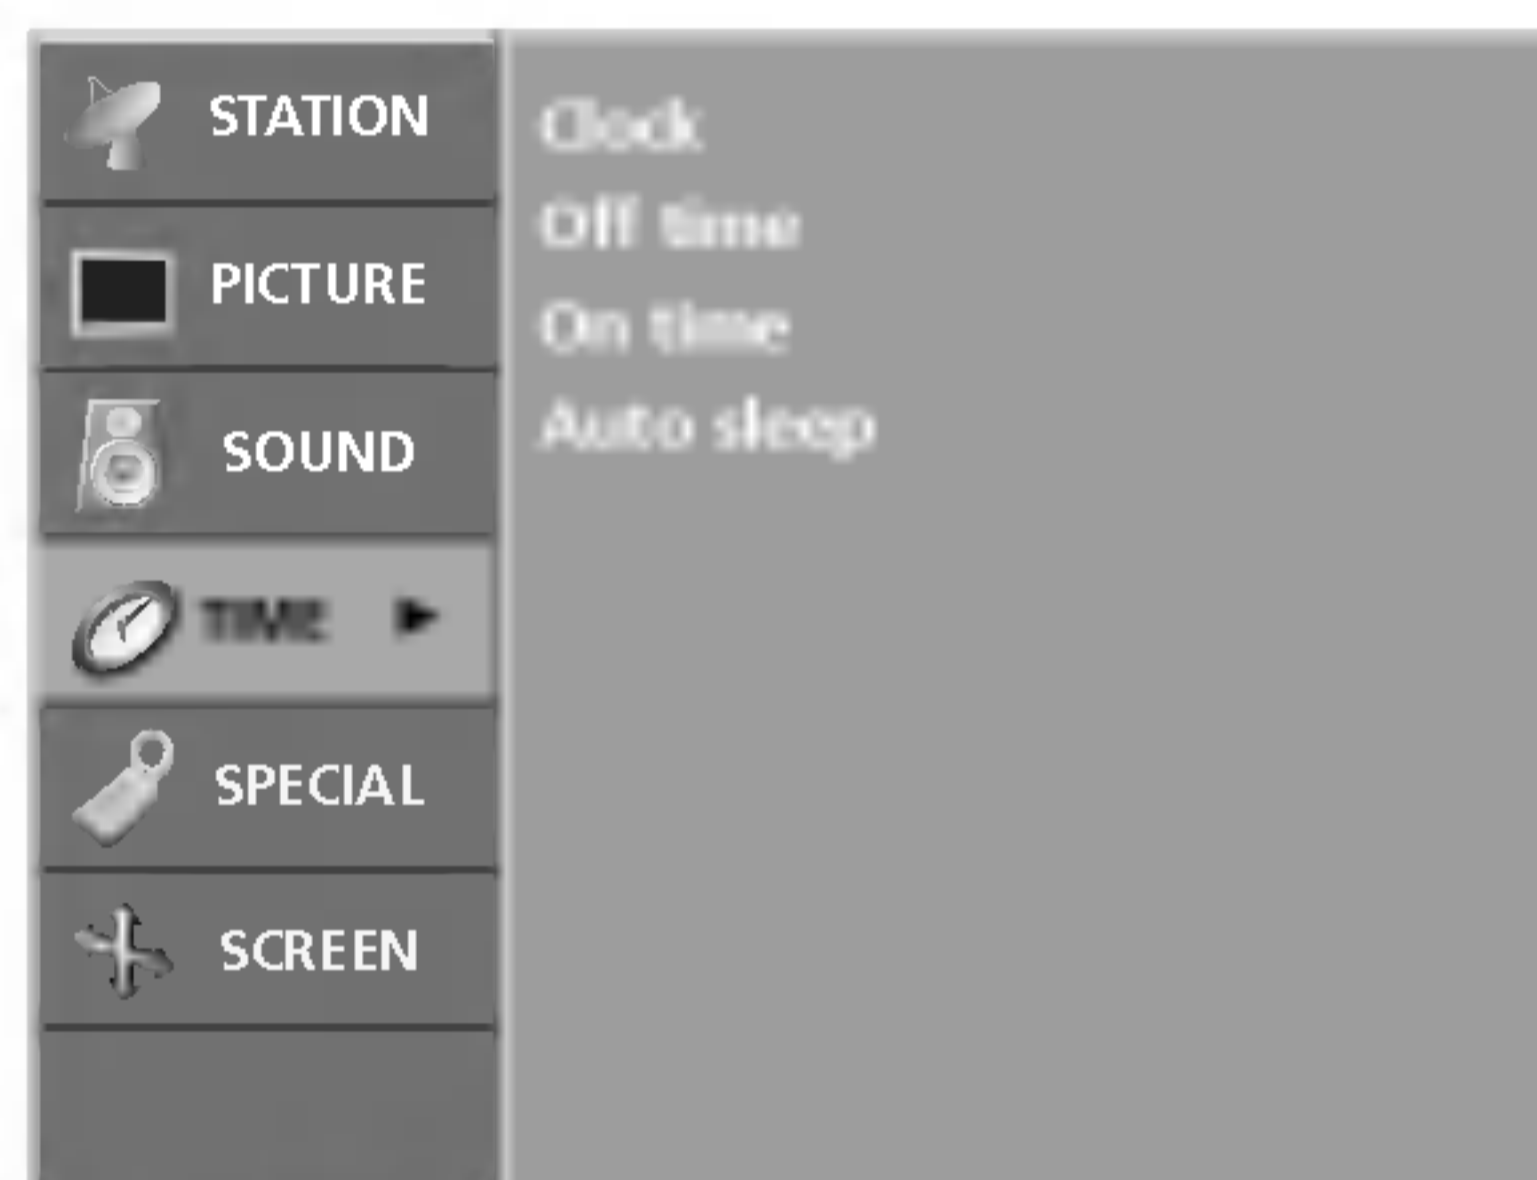 STATION
PICTURE
SOUND
TIME
SPECIAL
SCREEN
Clock
Off time
On time
Auto sleep